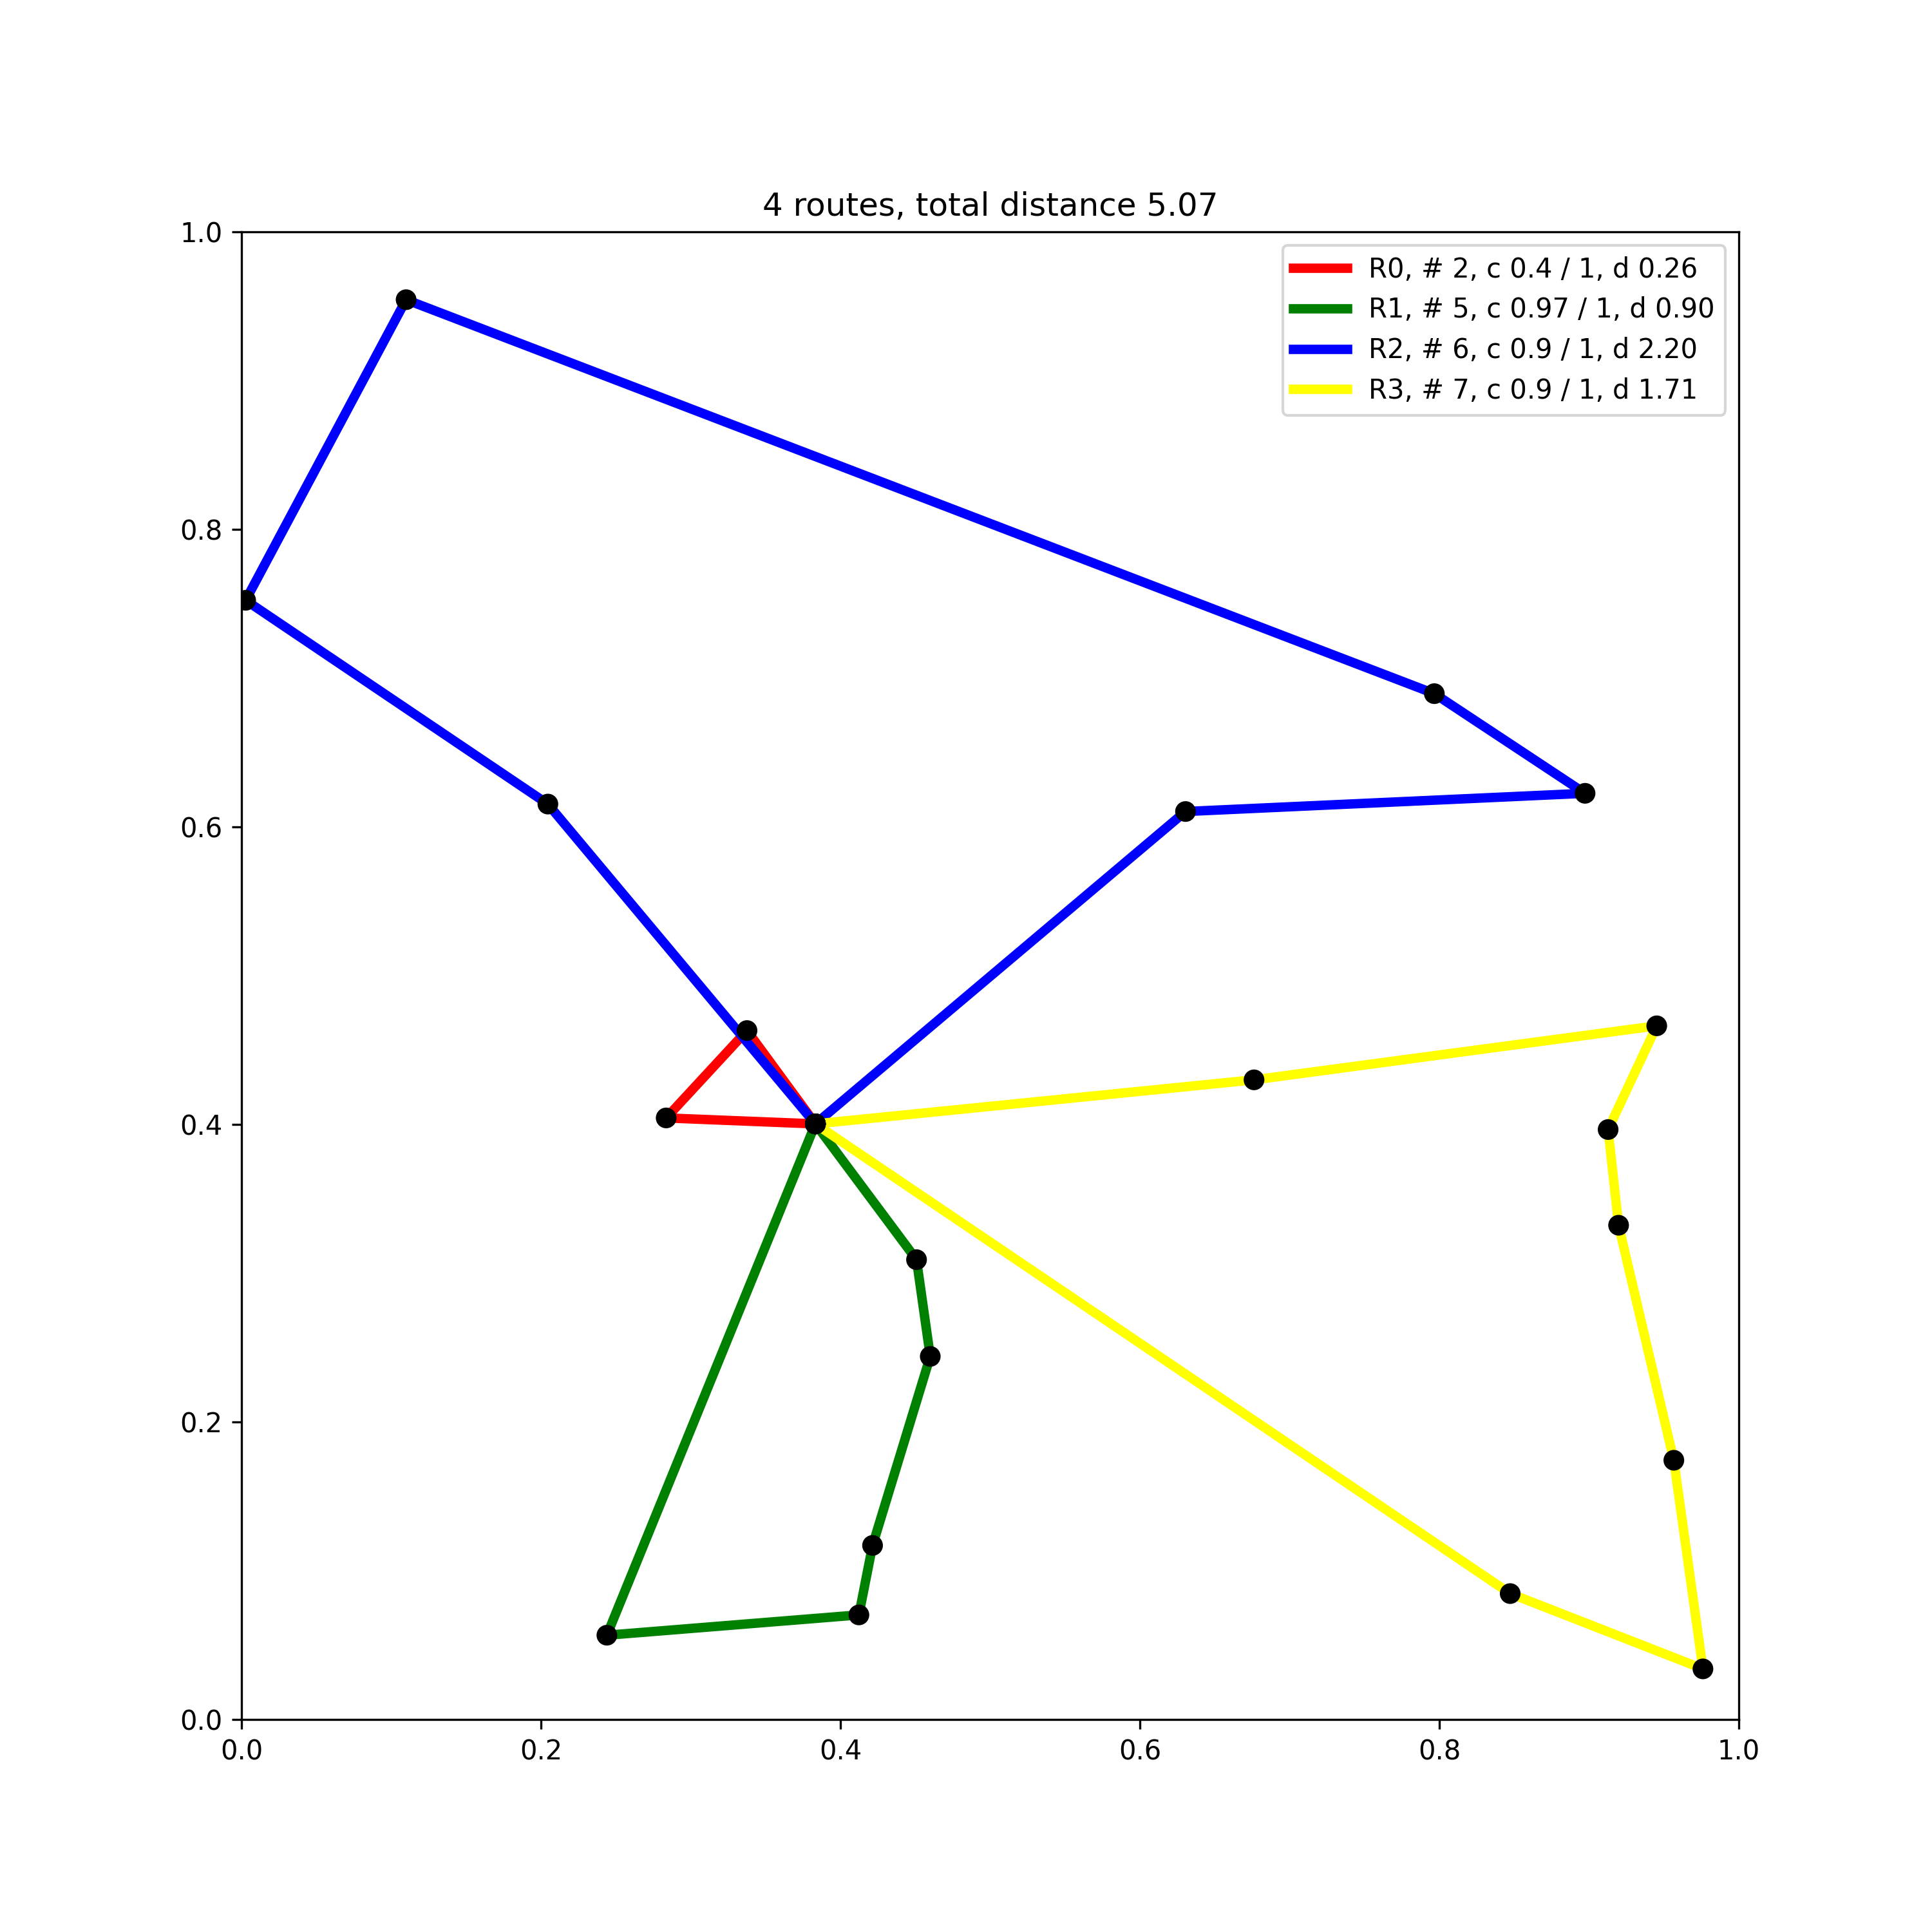 4 routes, total distance 5.07
R0, # 2, c 0.4 / 1, d 0.26
R1, # 5, c 0.97 / 1, d 0.90
R2, # 6, c 0.9 / 1, d 2.20
R3, # 7, c 0.9 / 1, d 1.71
1.0
0.8
0.6
0.4
0.2
0.0
0.0 0.2 0.4 0.6 0.8 1.0